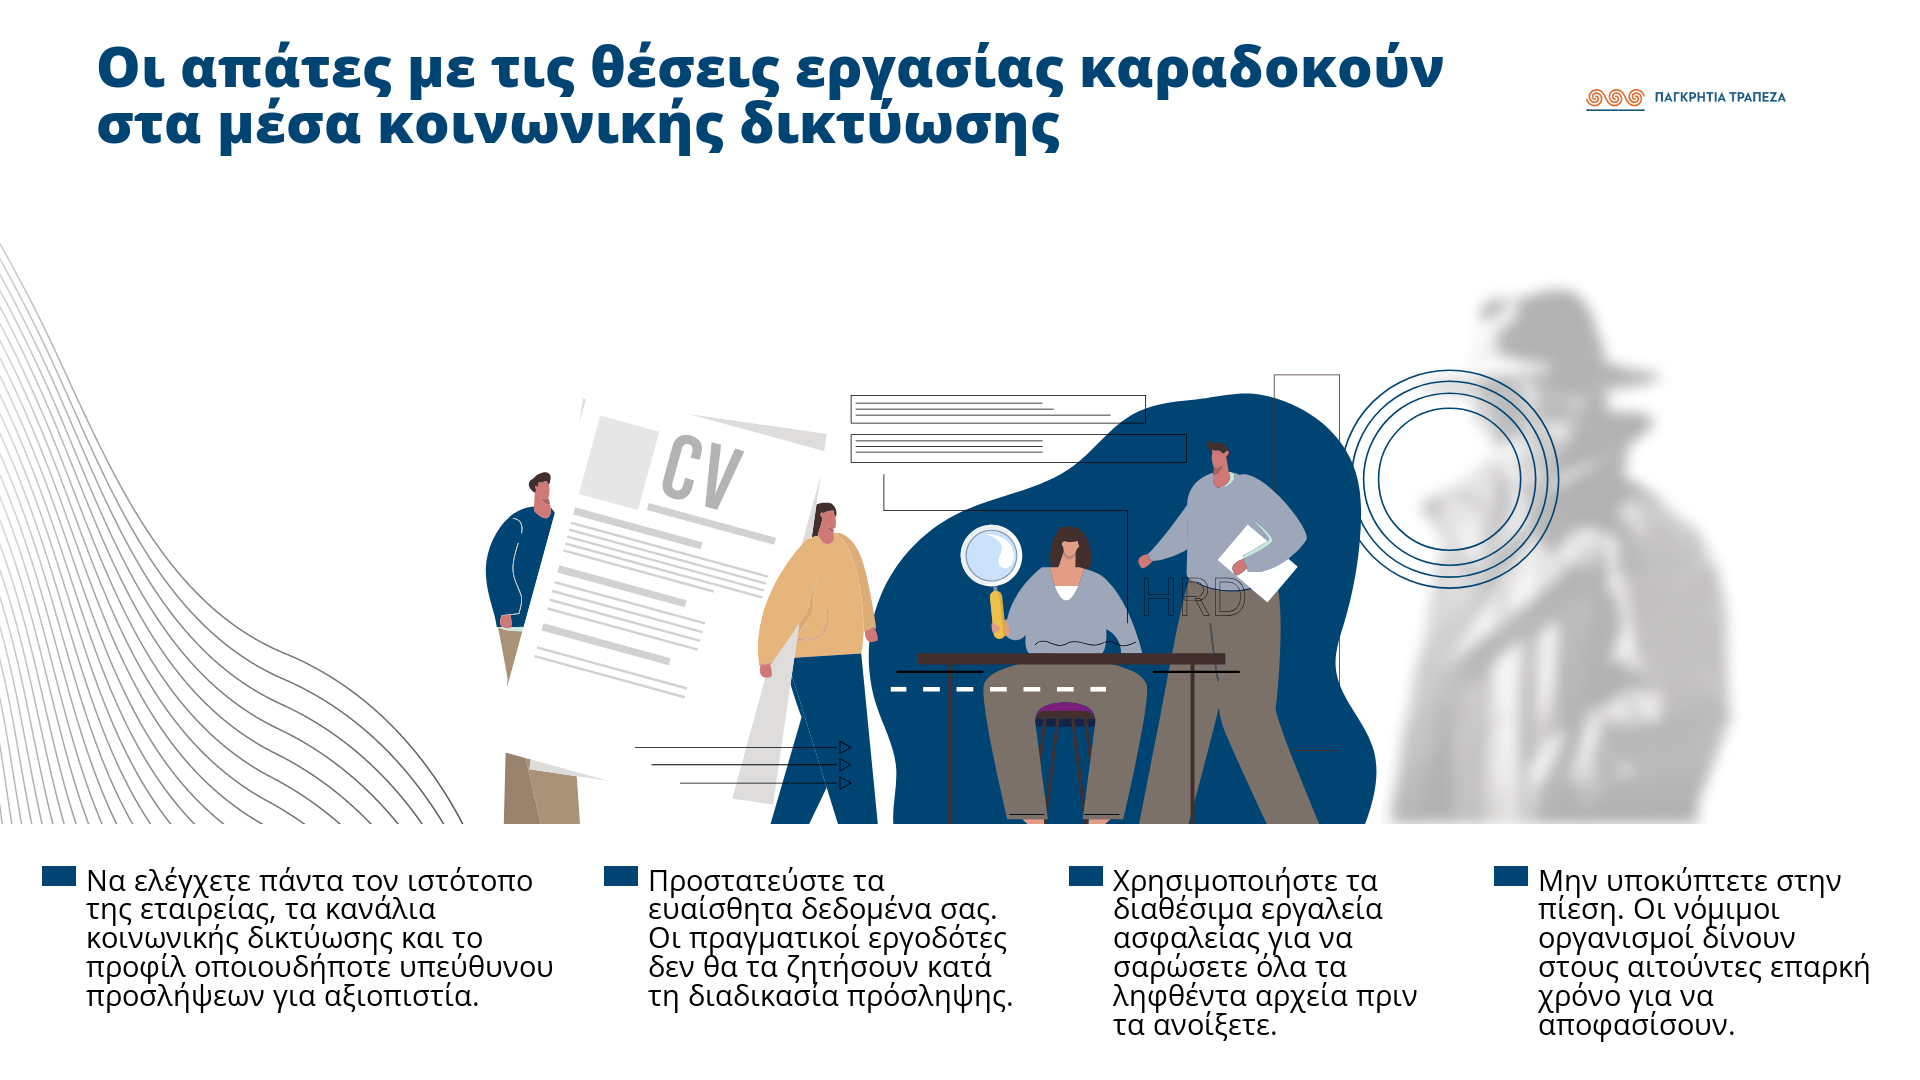 Οι απάτες με τις θέσεις εργασίας καραδοκούν
στα μέσα κοινωνικής δικτύωσης
ΠΑΓΚΡΗΤΙΑ ΤΡΑΠΕΖΑ
CV
HRD
Να ελέγχετε πάντα τον ιστότοπο
της εταιρείας, τα κανάλια
κοινωνικής δικτύωσης και το
προφίλ οποιουδήποτε υπεύθυνου
προσλήψεων για αξιοπιστία.
Προστατεύστε τα
ευαίσθητα δεδομένα σας.
Οι πραγματικοί εργοδότες
δεν θα τα ζητήσουν κατά
τη διαδικασία πρόσληψης.
Χρησιμοποιήστε τα
διαθέσιμα εργαλεία
ασφαλείας για να
σαρώσετε όλα τα
ληφθέντα αρχεία πριν
τα ανοίξετε.
Μην υποκύπτετε στην
πίεση. Οι νόμιμοι
οργανισμοί δίνουν
στους αιτούντες επαρκή
χρόνο για να
αποφασίσουν.